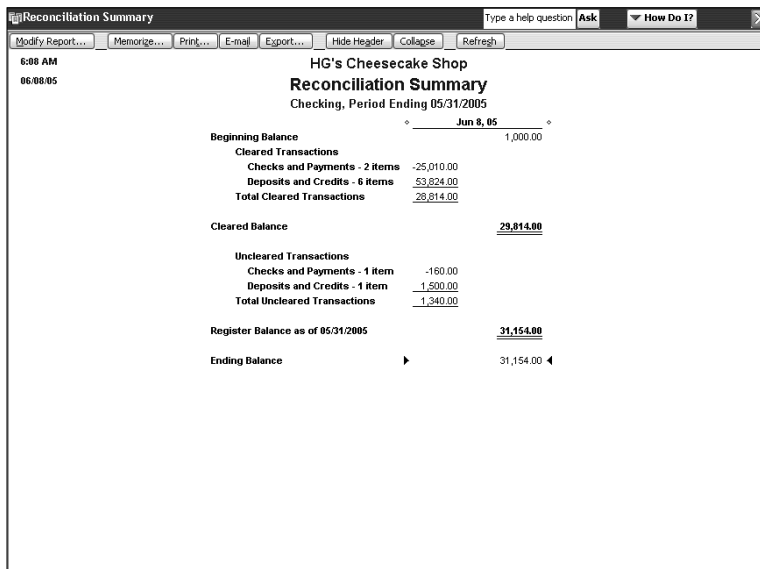 Reconciliation Summary Type a help question Ask How Do I?
Modify Report... Memorize... Print... E-mail Export... Hide Header Collapse Refresh
6:08 AM
HG's Cheesecake Shop
06/08/05
Reconciliation Summary
Checking, Period Ending 05/31/2005
Jun 8, 05
Beginning Balance 1,000.00
Cleared Transactions
Checks and Payments - 2 items -25,010.00
Deposits and Credits - 6 items 53,824.00
Total Cleared Transactions 28,814.00
Cleared Balance 29,814.00
Uncleared Transactions
Checks and Payments - 1 item -160.00
Deposits and Credits - 1 item 1,500.00
Total Uncleared Transactions 1,340.00
Register Balance as of 05/31/2005 31,154.00
Ending Balance 31,154.00